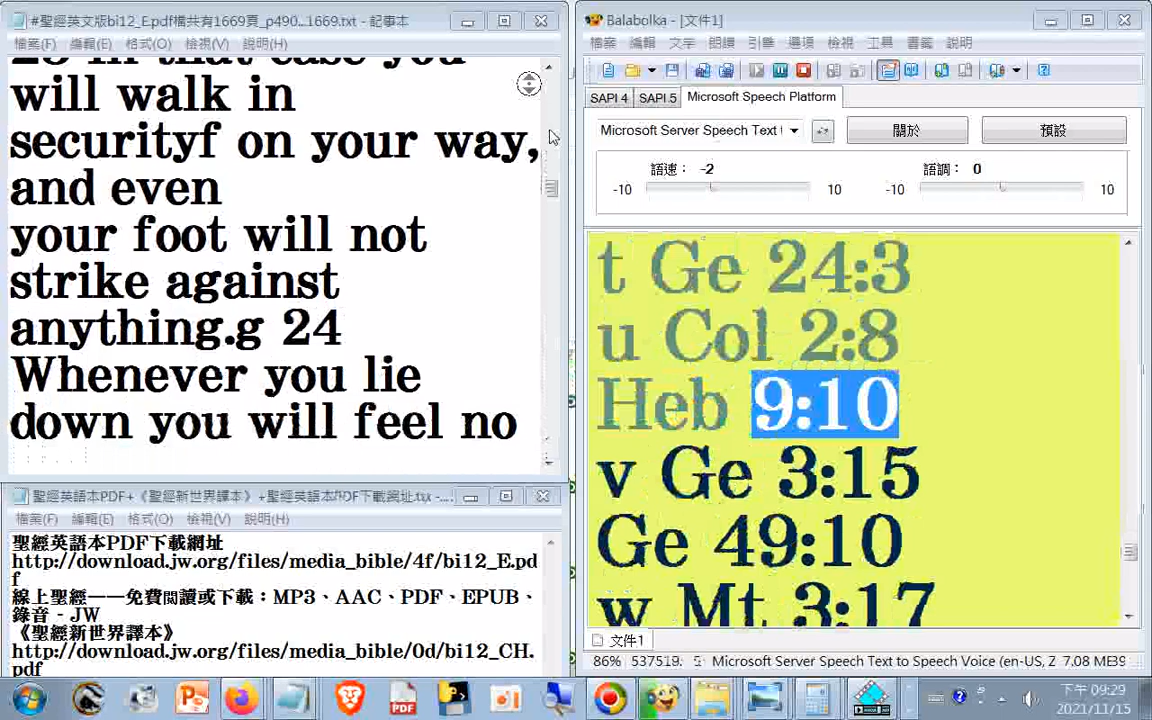 #聖經英文版bi12_E.pdf檔共有1669頁_p490...1669.txt - 記事本
檔案(F) 編輯(E) 格式(O) 檢視(V) 說明(H)
23 In that case you
will walk in
securityf on your way,
and even
your foot will not
strike against
anything.g 24
Whenever you lie
down you will feel no
聖經英語本PDF+《聖經新世界譯本》+聖經英語本PDF下載網址.txt - ...
檔案(F) 編輯(E) 格式(O) 檢視(V) 說明(H)
聖經英語本PDF下載網址
http://download.jw.org/files/media_bible/4f/bi12_E.pd
f
線上聖經——免費閱讀或下載：MP3、AAC、PDF、EPUB、
錄音 - JW
《聖經新世界譯本》
http://download.jw.org/files/media_bible/0d/bi12_CH.
pdf
Balabolka - [文件1]
檔案 編輯 文字 朗讀 引擎 選項 檢視 工具 書籤 說明
SAPI 4 SAPI 5 Microsoft Speech Platform
Microsoft Server Speech Text 關於 預設
語速： -2 語調： 0
-10 10 -10 10
t Ge 24:3
u Col 2:8
Heb 9:10
v Ge 3:15
Ge 49:10
w Mt 3:17
文件1
86% 537519. Microsoft Server Speech Text to Speech Voice (en-US, Z 7.08 ME39
下午 09:29
2021/11/15